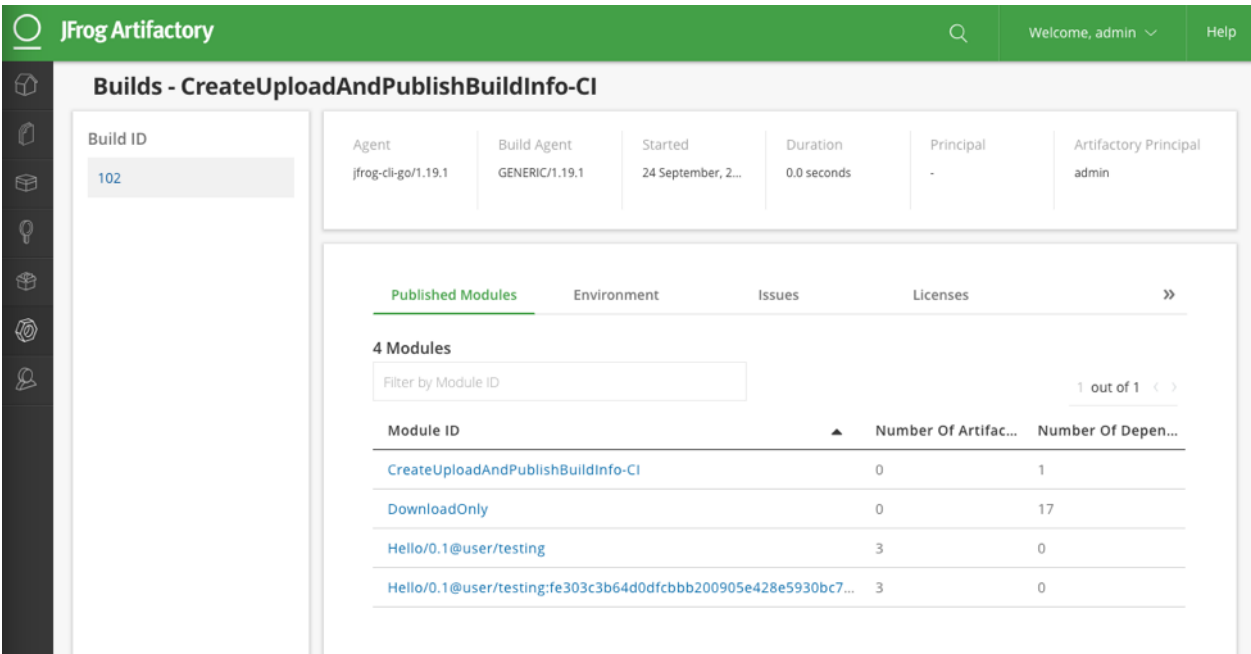 JFrog Artifactory
Welcome, admin
Help
Builds - CreateUploadAndPublishBuildInfo-CI
Build ID
102
Agent Build Agent Started Duration Principal Artifactory Principal
jfrog-cli-go/1.19.1 GENERIC/1.19.1 24 September, 2... 0.0 seconds - admin
Published Modules Environment Issues Licenses »
4 Modules
Filter by Module ID
1 out of 1 < >
Module ID Number Of Artifac... Number Of Depen...
CreateUploadAndPublishBuildInfo-CI 0 1
DownloadOnly 0 17
Hello/0.1@user/testing 3 0
Hello/0.1@user/testing:fe303c3b64d0dfcbbb200905e428e5930bc7... 3 0